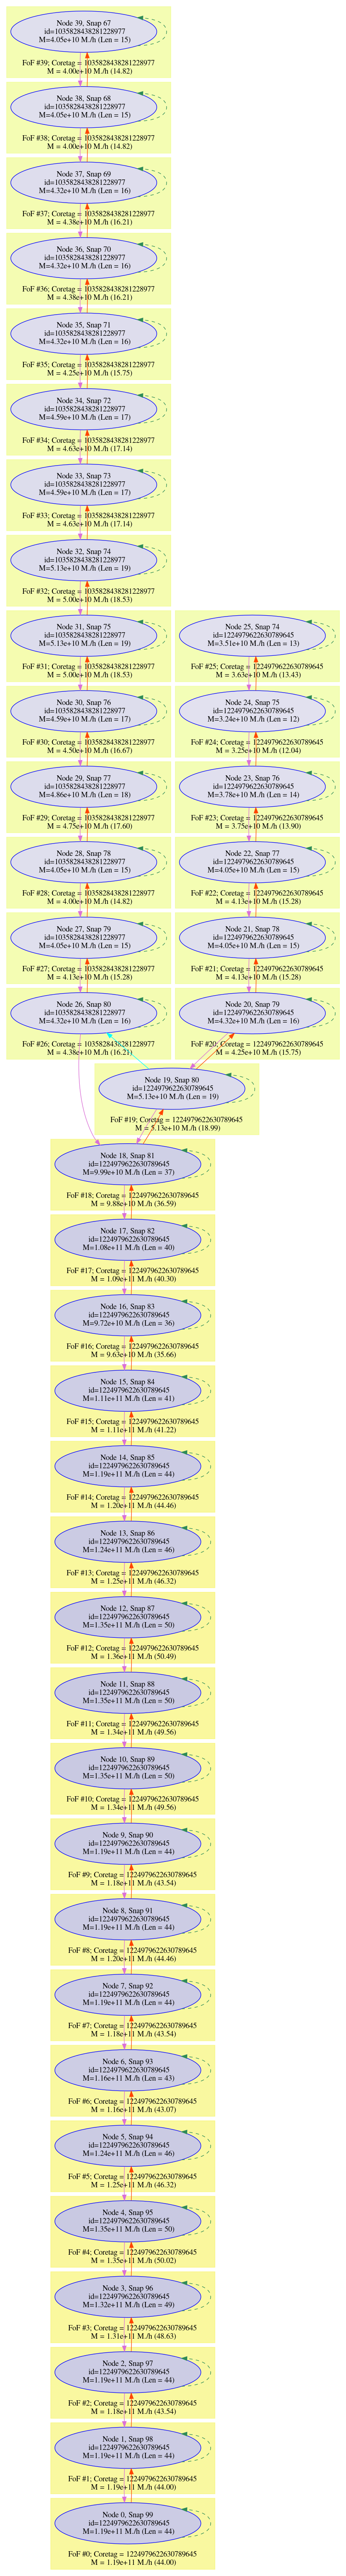 Node 39, Snap 67
id=1035828438281228977
M=4.05e+10 M./h (Len = 15)
FoF #39; Coretag = 1035828438281228977
M = 4.00e+10 M./h (14.82)
Node 38, Snap 68
id=1035828438281228977
M=4.05e+10 M./h (Len = 15)
FoF #38; Coretag = 1035828438281228977
M = 4.00e+10 M./h (14.82)
Node 37, Snap 69
id=1035828438281228977
M=4.32e+10 M./h (Len = 16)
FoF #37; Coretag = 1035828438281228977
M = 4.38e+10 M./h (16.21)
Node 36, Snap 70
id=1035828438281228977
M=4.32e+10 M./h (Len = 16)
FoF #36; Coretag = 1035828438281228977
M = 4.38e+10 M./h (16.21)
Node 35, Snap 71
id=1035828438281228977
M=4.32e+10 M./h (Len = 16)
FoF #35; Coretag = 1035828438281228977
M = 4.25e+10 M./h (15.75)
Node 34, Snap 72
id=1035828438281228977
M=4.59e+10 M./h (Len = 17)
FoF #34; Coretag = 1035828438281228977
M = 4.63e+10 M./h (17.14)
Node 33, Snap 73
id=1035828438281228977
M=4.59e+10 M./h (Len = 17)
FoF #33; Coretag = 1035828438281228977
M = 4.63e+10 M./h (17.14)
Node 32, Snap 74
id=1035828438281228977
M=5.13e+10 M./h (Len = 19)
FoF #32; Coretag = 1035828438281228977
M = 5.00e+10 M./h (18.53)
Node 31, Snap 75
id=1035828438281228977
M=5.13e+10 M./h (Len = 19)
FoF #31; Coretag = 1035828438281228977
M = 5.00e+10 M./h (18.53)
Node 25, Snap 74
id=1224979622630789645
M=3.51e+10 M./h (Len = 13)
FoF #25; Coretag = 1224979622630789645
M = 3.63e+10 M./h (13.43)
Node 30, Snap 76
id=1035828438281228977
M=4.59e+10 M./h (Len = 17)
FoF #30; Coretag = 1035828438281228977
M = 4.50e+10 M./h (16.67)
Node 24, Snap 75
id=1224979622630789645
M=3.24e+10 M./h (Len = 12)
FoF #24; Coretag = 1224979622630789645
M = 3.25e+10 M./h (12.04)
Node 29, Snap 77
id=1035828438281228977
M=4.86e+10 M./h (Len = 18)
FoF #29; Coretag = 1035828438281228977
M = 4.75e+10 M./h (17.60)
Node 23, Snap 76
id=1224979622630789645
M=3.78e+10 M./h (Len = 14)
FoF #23; Coretag = 1224979622630789645
M = 3.75e+10 M./h (13.90)
Node 28, Snap 78
id=1035828438281228977
M=4.05e+10 M./h (Len = 15)
FoF #28; Coretag = 1035828438281228977
M = 4.00e+10 M./h (14.82)
Node 22, Snap 77
id=1224979622630789645
M=4.05e+10 M./h (Len = 15)
FoF #22; Coretag = 1224979622630789645
M = 4.13e+10 M./h (15.28)
Node 27, Snap 79
id=1035828438281228977
M=4.05e+10 M./h (Len = 15)
FoF #27; Coretag = 1035828438281228977
M = 4.13e+10 M./h (15.28)
Node 21, Snap 78
id=1224979622630789645
M=4.05e+10 M./h (Len = 15)
FoF #21; Coretag = 1224979622630789645
M = 4.13e+10 M./h (15.28)
Node 26, Snap 80
id=1035828438281228977
M=4.32e+10 M./h (Len = 16)
FoF #26; Coretag = 1035828438281228977
M = 4.38e+10 M./h (16.21)
Node 20, Snap 79
id=1224979622630789645
M=4.32e+10 M./h (Len = 16)
FoF #20; Coretag = 1224979622630789645
M = 4.25e+10 M./h (15.75)
Node 19, Snap 80
id=1224979622630789645
M=5.13e+10 M./h (Len = 19)
FoF #19; Coretag = 1224979622630789645
M = 5.13e+10 M./h (18.99)
Node 18, Snap 81
id=1224979622630789645
M=9.99e+10 M./h (Len = 37)
FoF #18; Coretag = 1224979622630789645
M = 9.88e+10 M./h (36.59)
Node 17, Snap 82
id=1224979622630789645
M=1.08e+11 M./h (Len = 40)
FoF #17; Coretag = 1224979622630789645
M = 1.09e+11 M./h (40.30)
Node 16, Snap 83
id=1224979622630789645
M=9.72e+10 M./h (Len = 36)
FoF #16; Coretag = 1224979622630789645
M = 9.63e+10 M./h (35.66)
Node 15, Snap 84
id=1224979622630789645
M=1.11e+11 M./h (Len = 41)
FoF #15; Coretag = 1224979622630789645
M = 1.11e+11 M./h (41.22)
Node 14, Snap 85
id=1224979622630789645
M=1.19e+11 M./h (Len = 44)
FoF #14; Coretag = 1224979622630789645
M = 1.20e+11 M./h (44.46)
Node 13, Snap 86
id=1224979622630789645
M=1.24e+11 M./h (Len = 46)
FoF #13; Coretag = 1224979622630789645
M = 1.25e+11 M./h (46.32)
Node 12, Snap 87
id=1224979622630789645
M=1.35e+11 M./h (Len = 50)
FoF #12; Coretag = 1224979622630789645
M = 1.36e+11 M./h (50.49)
Node 11, Snap 88
id=1224979622630789645
M=1.35e+11 M./h (Len = 50)
FoF #11; Coretag = 1224979622630789645
M = 1.34e+11 M./h (49.56)
Node 10, Snap 89
id=1224979622630789645
M=1.35e+11 M./h (Len = 50)
FoF #10; Coretag = 1224979622630789645
M = 1.34e+11 M./h (49.56)
Node 9, Snap 90
id=1224979622630789645
M=1.19e+11 M./h (Len = 44)
FoF #9; Coretag = 1224979622630789645
M = 1.18e+11 M./h (43.54)
Node 8, Snap 91
id=1224979622630789645
M=1.19e+11 M./h (Len = 44)
FoF #8; Coretag = 1224979622630789645
M = 1.20e+11 M./h (44.46)
Node 7, Snap 92
id=1224979622630789645
M=1.19e+11 M./h (Len = 44)
FoF #7; Coretag = 1224979622630789645
M = 1.18e+11 M./h (43.54)
Node 6, Snap 93
id=1224979622630789645
M=1.16e+11 M./h (Len = 43)
FoF #6; Coretag = 1224979622630789645
M = 1.16e+11 M./h (43.07)
Node 5, Snap 94
id=1224979622630789645
M=1.24e+11 M./h (Len = 46)
FoF #5; Coretag = 1224979622630789645
M = 1.25e+11 M./h (46.32)
Node 4, Snap 95
id=1224979622630789645
M=1.35e+11 M./h (Len = 50)
FoF #4; Coretag = 1224979622630789645
M = 1.35e+11 M./h (50.02)
Node 3, Snap 96
id=1224979622630789645
M=1.32e+11 M./h (Len = 49)
FoF #3; Coretag = 1224979622630789645
M = 1.31e+11 M./h (48.63)
Node 2, Snap 97
id=1224979622630789645
M=1.19e+11 M./h (Len = 44)
FoF #2; Coretag = 1224979622630789645
M = 1.18e+11 M./h (43.54)
Node 1, Snap 98
id=1224979622630789645
M=1.19e+11 M./h (Len = 44)
FoF #1; Coretag = 1224979622630789645
M = 1.19e+11 M./h (44.00)
Node 0, Snap 99
id=1224979622630789645
M=1.19e+11 M./h (Len = 44)
FoF #0; Coretag = 1224979622630789645
M = 1.19e+11 M./h (44.00)